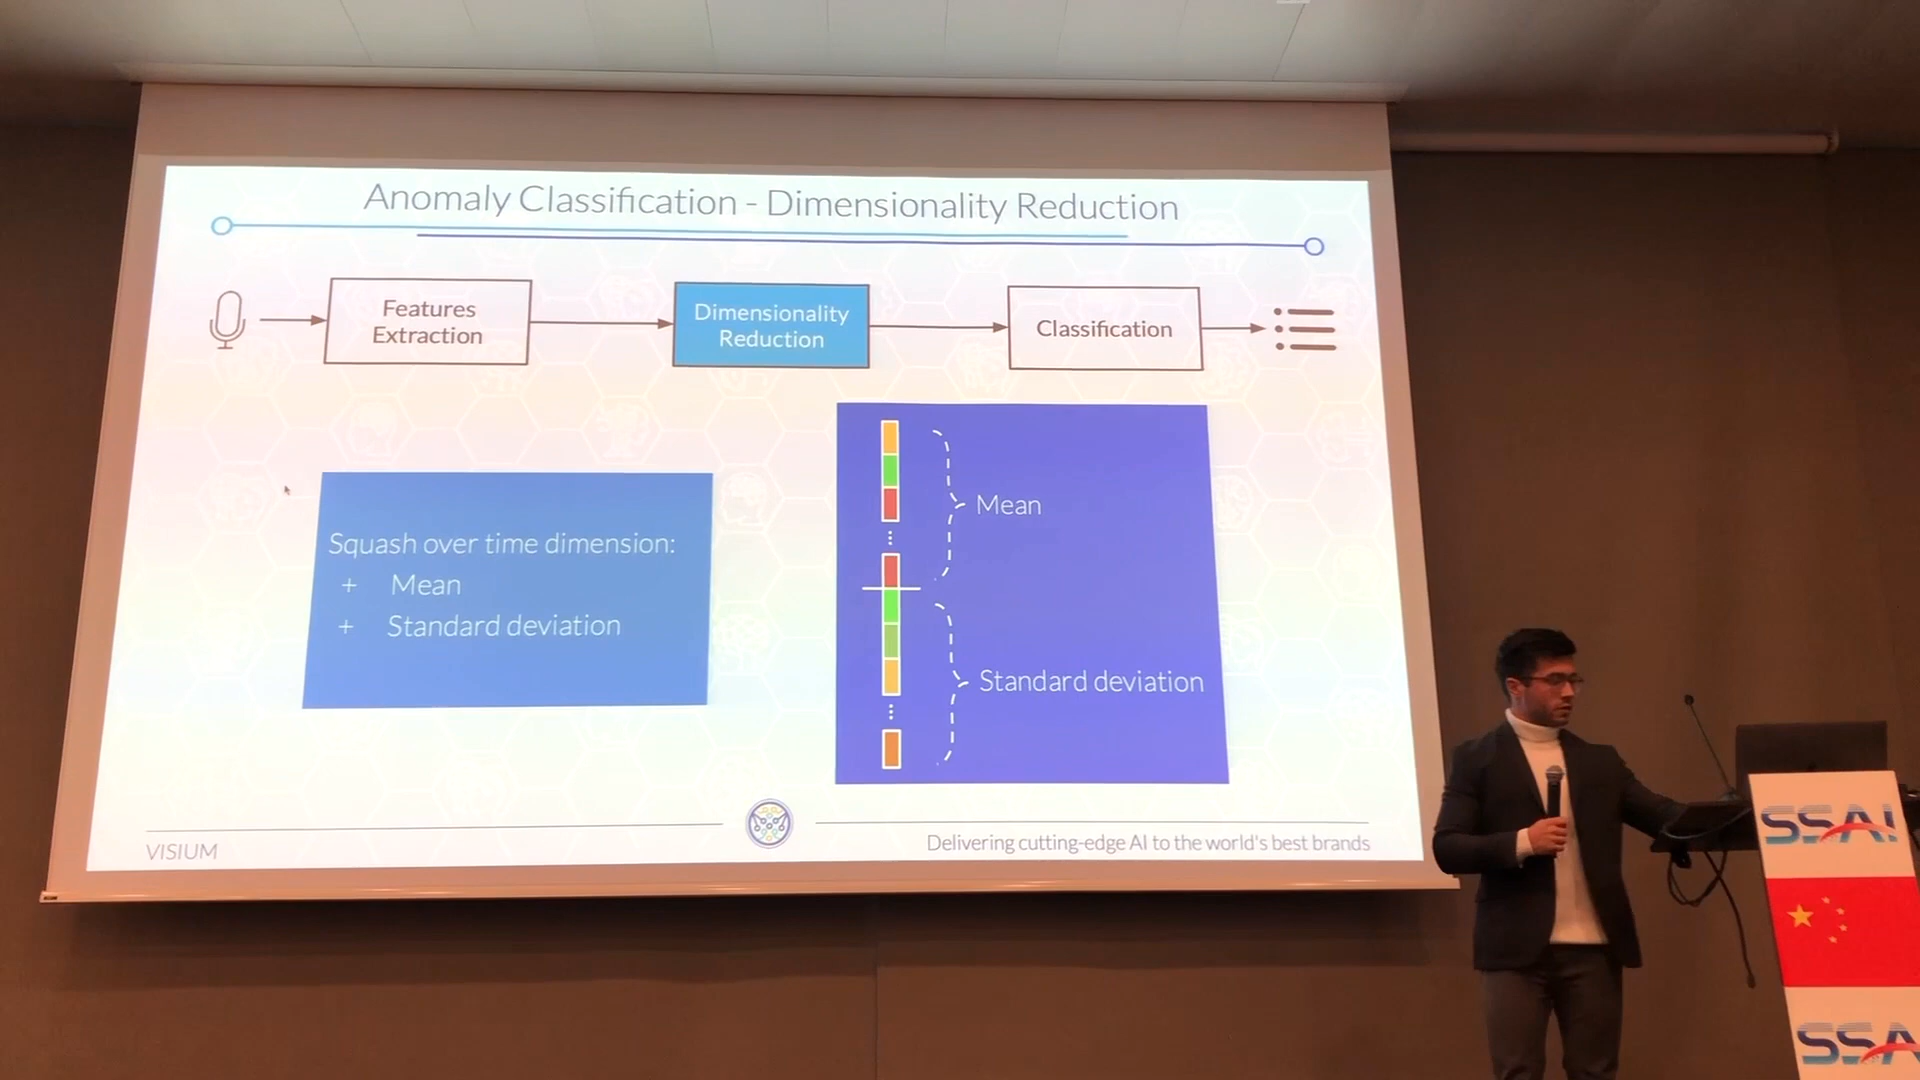 Anomaly Classification - Dimensionality Reduction
Features
Extraction
Dimensionality
Reduction
Classification
Squash over time dimension:
+ Mean
+ Standard deviation
Mean
Standard deviation
VISIUM
Delivering cutting-edge AI to the world's best brands
SSAI
SSA